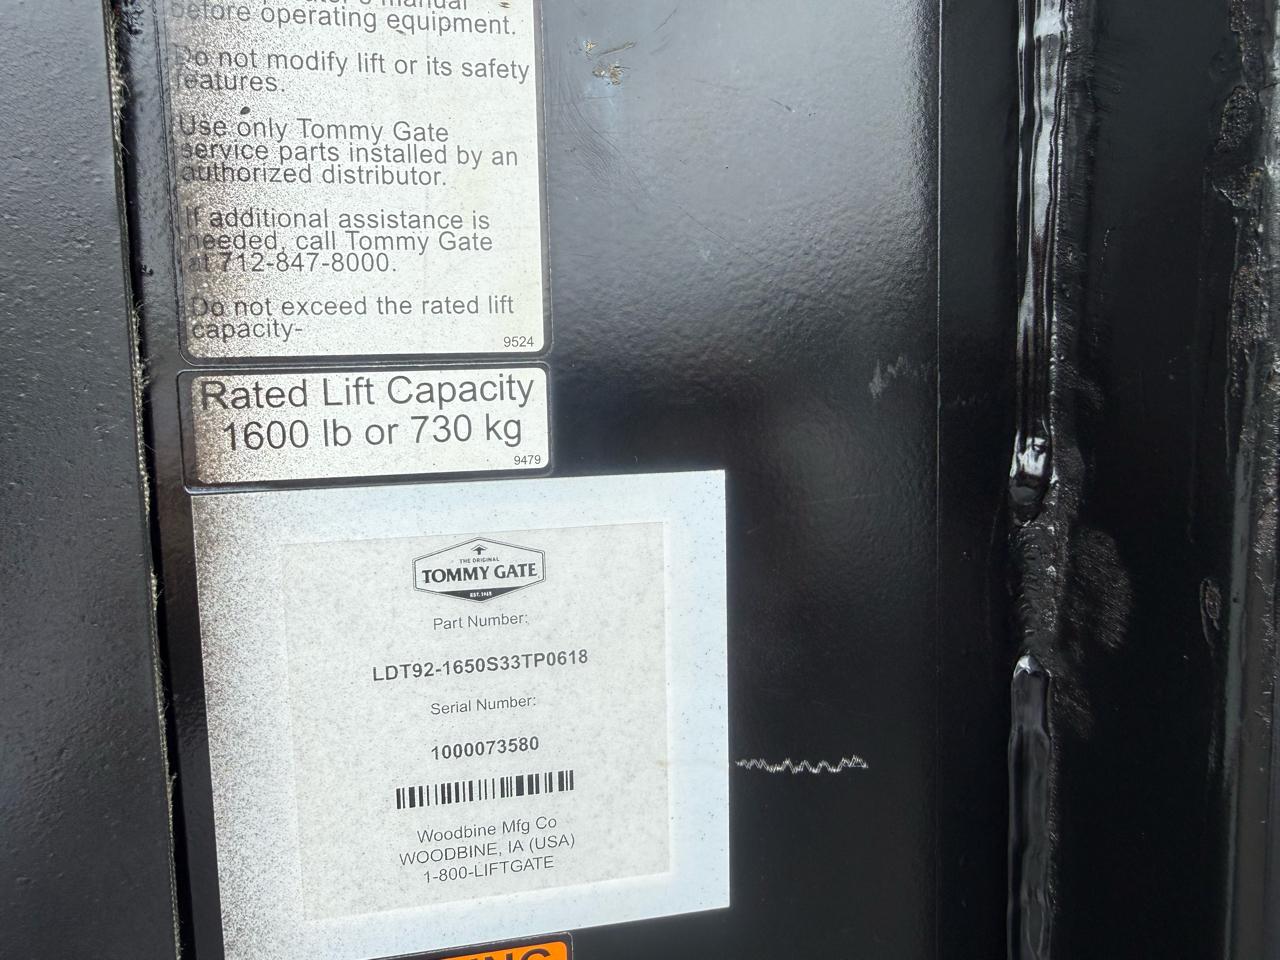 before operating equipment.
Do not modify lift or its safety
features.
Use only Tommy Gate
service parts installed by an
authorized distributor.
If additional assistance is
needed, call Tommy Gate
at 712-847-8000.
Do not exceed the rated lift
capacity-
9524
Rated Lift Capacity
1600 lb or 730 kg
9479
THE ORIGINAL
TOMMY GATE
EST. 1965
Part Number:
LDT92-1650S33TP0618
Serial Number:
1000073580
Woodbine Mfg Co
WOODBINE, IA (USA)
1-800-LIFTGATE